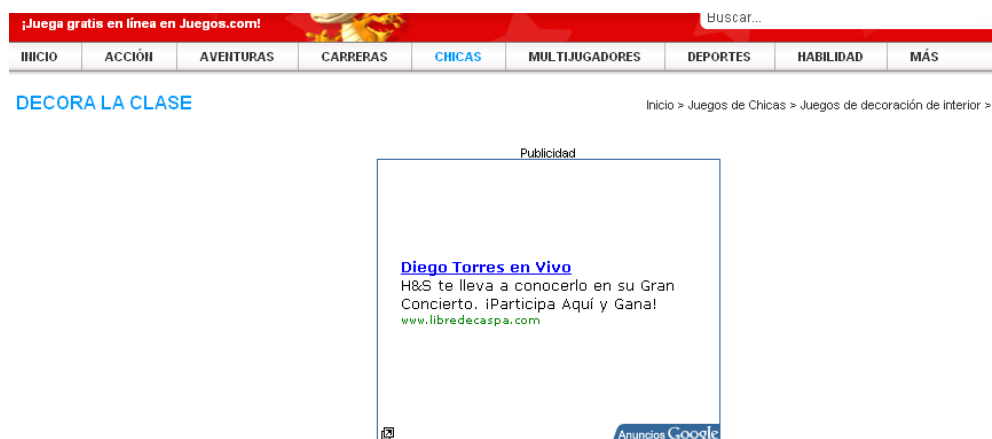 ¡Juega gratis en línea en Juegos.com!
Buscar...
INICIO ACCIÓN AVENTURAS CARRERAS CHICAS MULTIJUGADORES DEPORTES HABILIDAD MÁS
DECORA LA CLASE
Inicio > Juegos de Chicas > Juegos de decoración de interior >
Publicidad
Diego Torres en Vivo
H&S te lleva a conocerlo en su Gran
Concierto. ¡Participa Aquí y Gana!
www.libredecaspa.com
Anuncios Google